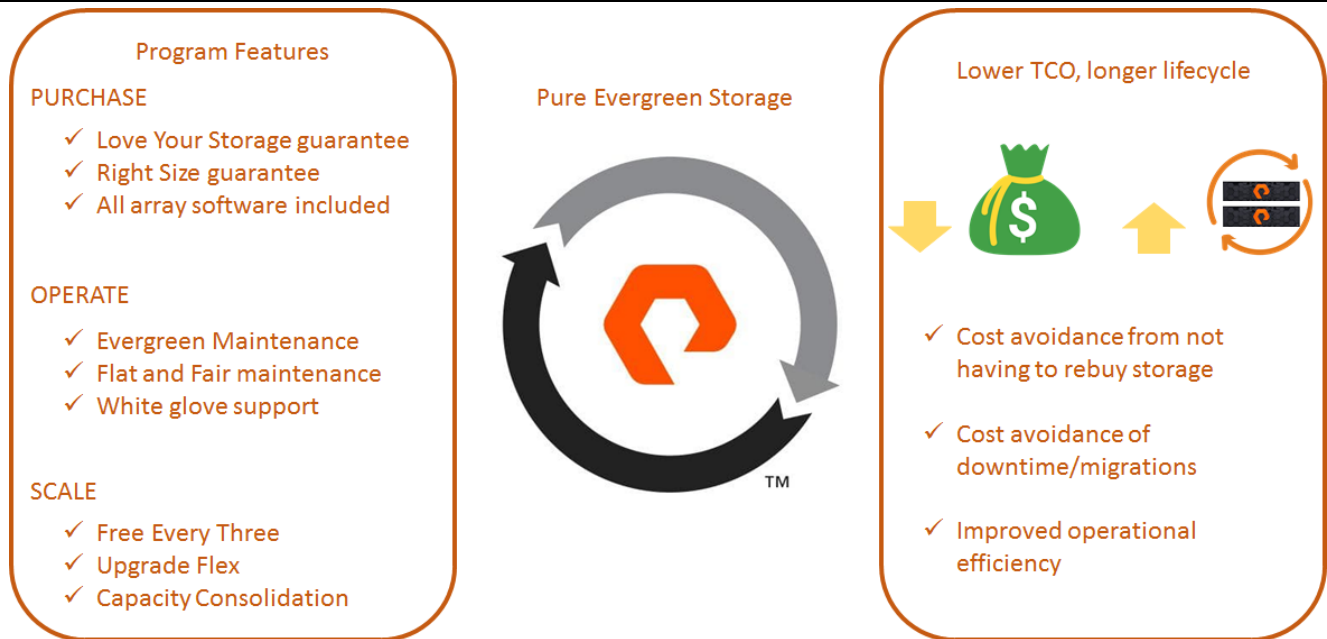 Program Features
PURCHASE
✓ Love Your Storage guarantee
✓ Right Size guarantee
✓ All array software included
OPERATE
✓ Evergreen Maintenance
✓ Flat and Fair maintenance
✓ White glove support
SCALE
✓ Free Every Three
✓ Upgrade Flex
✓ Capacity Consolidation
Pure Evergreen Storage
TM
Lower TCO, longer lifecycle
$
✓ Cost avoidance from not
having to rebuy storage
✓ Cost avoidance of
downtime/migrations
✓ Improved operational
efficiency